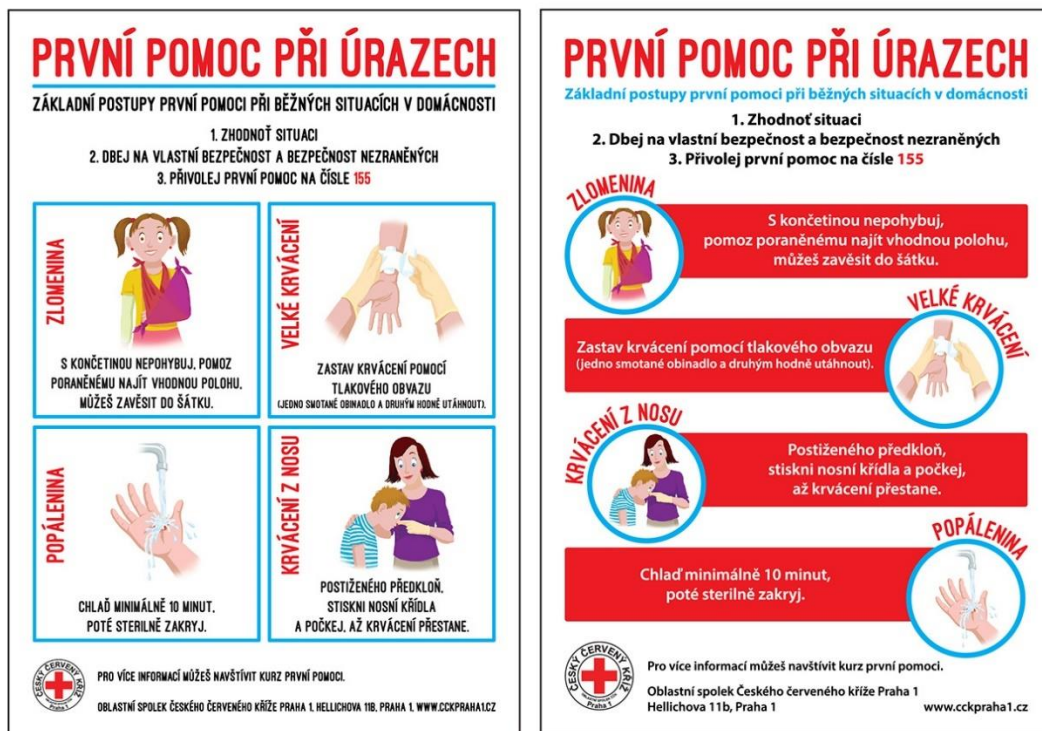 PRVNÍ POMOC PŘI ÚRAZECH
ZÁKLADNÍ POSTUPY PRVNÍ POMOCI PŘI BĚŽNÝCH SITUACÍCH V DOMÁCNOSTI
1. ZHODNOŤ SITUACI
2. DBEJ NA VLASTNÍ BEZPEČNOST A BEZPEČNOST NEZRANĚNÝCH
3. PŘIVOLEJ PRVNÍ POMOC NA ČÍSLE 155
ZLOMENINA
S KONČETINOU NEPOHYBUJ, POMOZ
PORANĚNÉMU NAJÍT VHODNOU POLOHU,
MŮŽEŠ ZAVĚSIT DO ŠÁTKU.
VELKÉ KRVÁCENÍ
ZASTAV KRVÁCENÍ POMOCÍ
TLAKOVÉHO OBVAZU
(JEDNO SMOTANÉ OBINADLO A DRUHÝM HODNĚ UTÁHNOUT).
POPÁLENINA
CHLAĎ MINIMÁLNĚ 10 MINUT,
POTÉ STERILNĚ ZAKRYJ.
KRVÁCENÍ Z NOSU
POSTIŽENÉHO PŘEDKLOŇ,
STISKNI NOSNÍ KŘÍDLA
A POČKEJ, AŽ KRVÁCENÍ PŘESTANE.
ČESKÝ ČERVENÝ KŘÍŽ
Praha 1
PRO VÍCE INFORMACÍ MŮŽEŠ NAVŠTÍVIT KURZ PRVNÍ POMOCI.
OBLASTNÍ SPOLEK ČESKÉHO ČERVENÉHO KŘÍŽE PRAHA 1, HELLICHOVA 11B, PRAHA 1, WWW.CCKPRAHA1.CZ
PRVNÍ POMOC PŘI ÚRAZECH
Základní postupy první pomoci při běžných situacích v domácnosti
1. Zhodnoť situaci
2. Dbej na vlastní bezpečnost a bezpečnost nezraněných
3. Přivolej první pomoc na čísle 155
ZLOMENINA
S končetinou nepohybuj,
pomoz poraněnému najít vhodnou polohu,
můžeš zavěsit do šátku.
VELKÉ KRVÁCENÍ
Zastav krvácení pomocí tlakového obvazu
(jedno smotané obinadlo a druhým hodně utáhnout).
KRVÁCENÍ Z NOSU
Postiženého předkloň,
stiskni nosní křídla a počkej,
až krvácení přestane.
POPÁLENINA
Chlaď minimálně 10 minut,
poté sterilně zakryj.
ČESKÝ ČERVENÝ KŘÍŽ
Praha 1
Pro více informací můžeš navštívit kurz první pomoci.
Oblastní spolek Českého červeného kříže Praha 1
Hellichova 11b, Praha 1
www.cckpraha1.cz